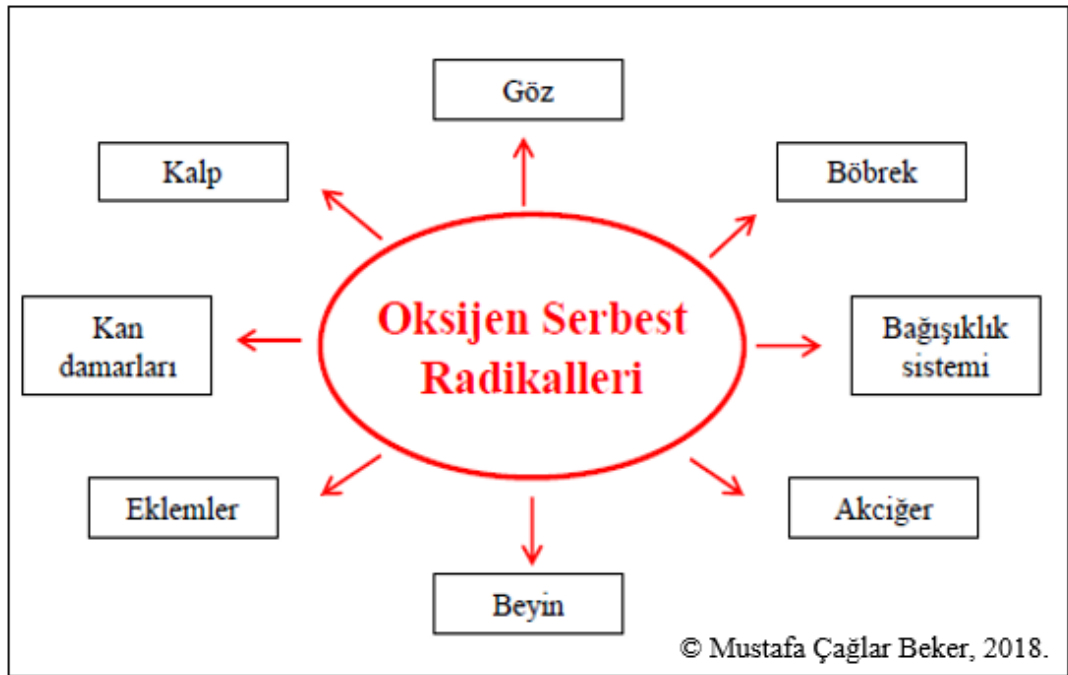 Göz
Kalp
Böbrek
Oksijen Serbest
Radikalleri
Kan
damarları
Bağışıklık
sistemi
Eklemler
Akciğer
Beyin
© Mustafa Çağlar Beker, 2018.